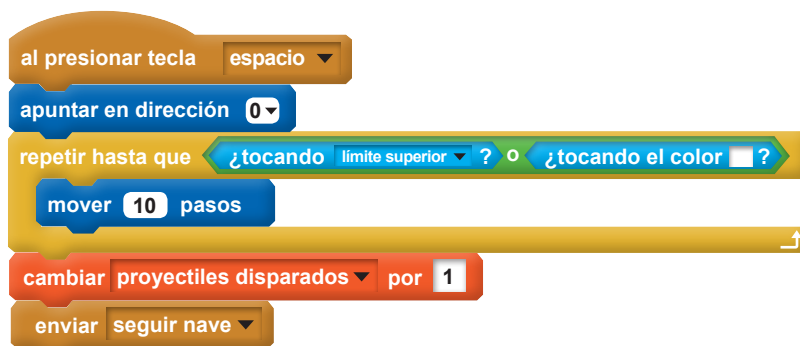 al presionar tecla espacio
apuntar en dirección 0
repetir hasta que ¿tocando límite superior ? o ¿tocando el color ?
mover 10 pasos
cambiar proyectiles disparados por 1
enviar seguir nave